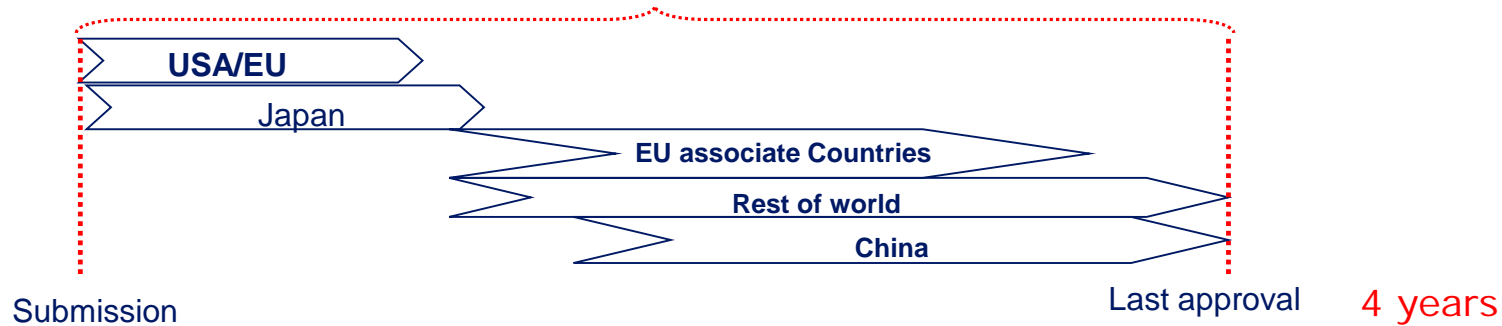 USA/EU
Japan
EU associate Countries
Rest of world
China
Submission
Last approval
4 years